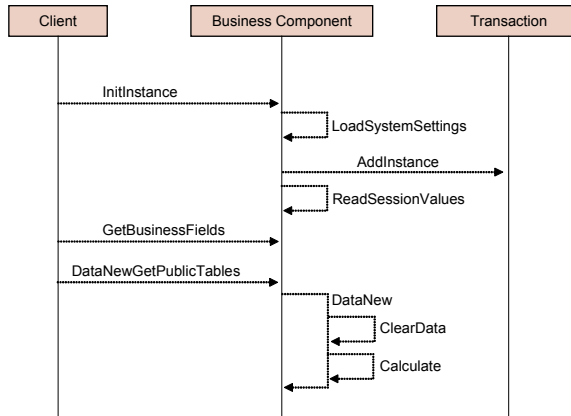 Client
Business Component
Transaction
InitInstance
LoadSystemSettings
AddInstance
ReadSessionValues
GetBusinessFields
DataNewGetPublicTables
DataNew
ClearData
Calculate